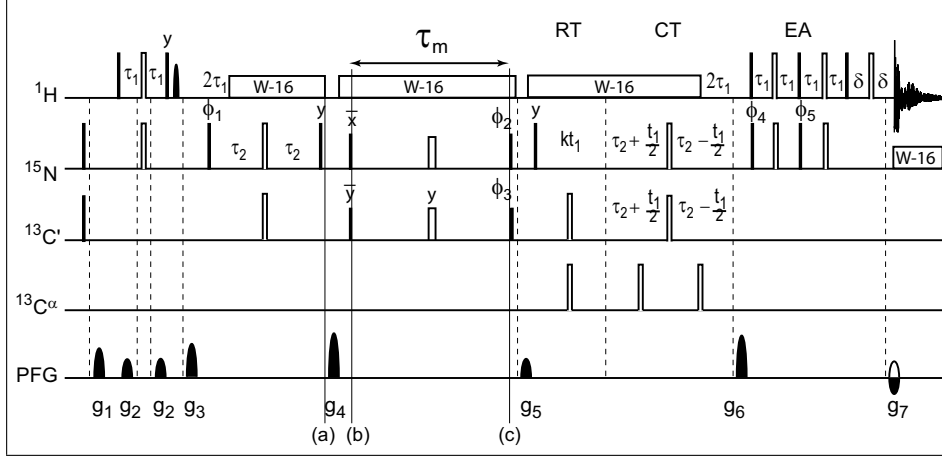 RT CT EA
τm
y
¹H τ₁ τ₁ 2τ₁ W-16 W-16 W-16 2τ₁ τ₁ τ₁ τ₁ τ₁ δ δ
ϕ₁ y x̄ ϕ₂ y ϕ₄ ϕ₅
¹⁵N τ₂ τ₂ kt₁ τ₂ + t₁/2 τ₂ − t₁/2 W-16
ȳ y ϕ₃
¹³C' τ₂ + t₁/2 τ₂ − t₁/2
¹³Cα
PFG
g₁ g₂ g₂ g₃ g₄ g₅ g₆ g₇
(a) (b) (c)